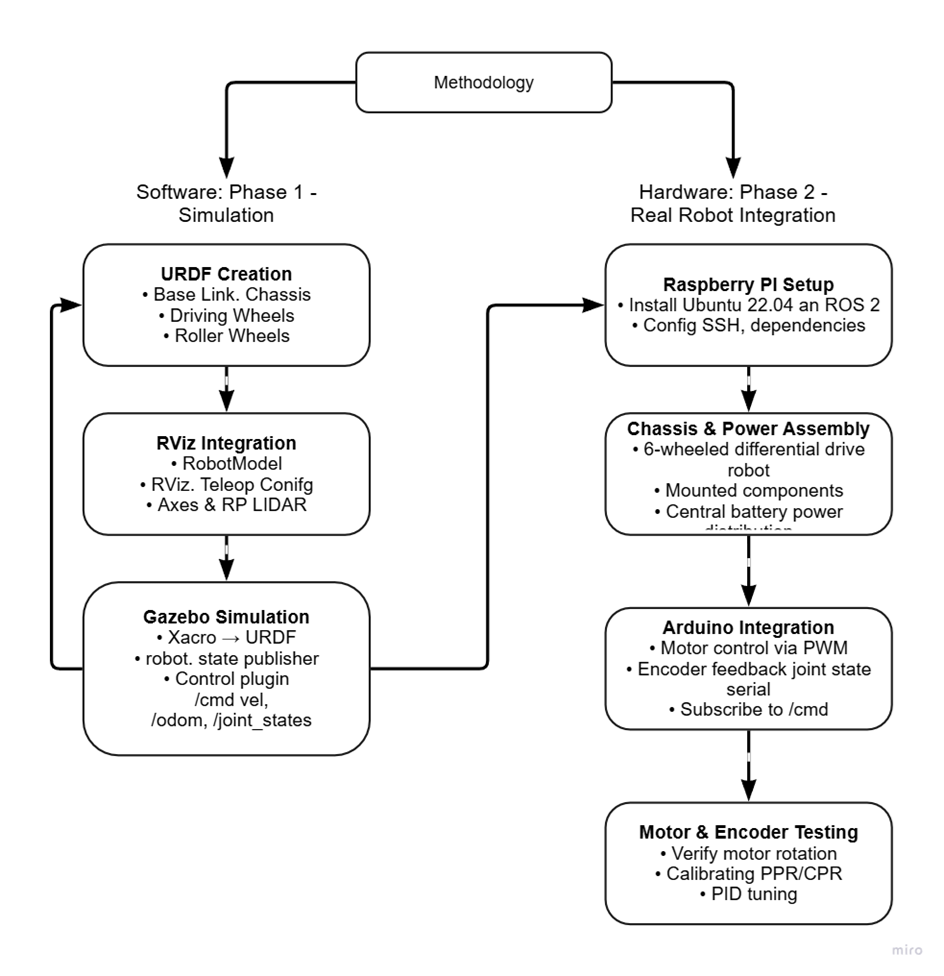 Methodology
Software: Phase 1 -
Simulation
URDF Creation
• Base Link. Chassis
• Driving Wheels
• Roller Wheels
RViz Integration
• RobotModel
• RViz. Teleop Conifg
• Axes & RP LIDAR
Gazebo Simulation
• Xacro → URDF
• robot. state publisher
• Control plugin
/cmd vel,
/odom, /joint_states
Hardware: Phase 2 -
Real Robot Integration
Raspberry PI Setup
• Install Ubuntu 22.04 an ROS 2
• Config SSH, dependencies
Chassis & Power Assembly
• 6-wheeled differential drive
robot
• Mounted components
• Central battery power
distribution
Arduino Integration
• Motor control via PWM
• Encoder feedback joint state
serial
• Subscribe to /cmd
Motor & Encoder Testing
• Verify motor rotation
• Calibrating PPR/CPR
• PID tuning
miro